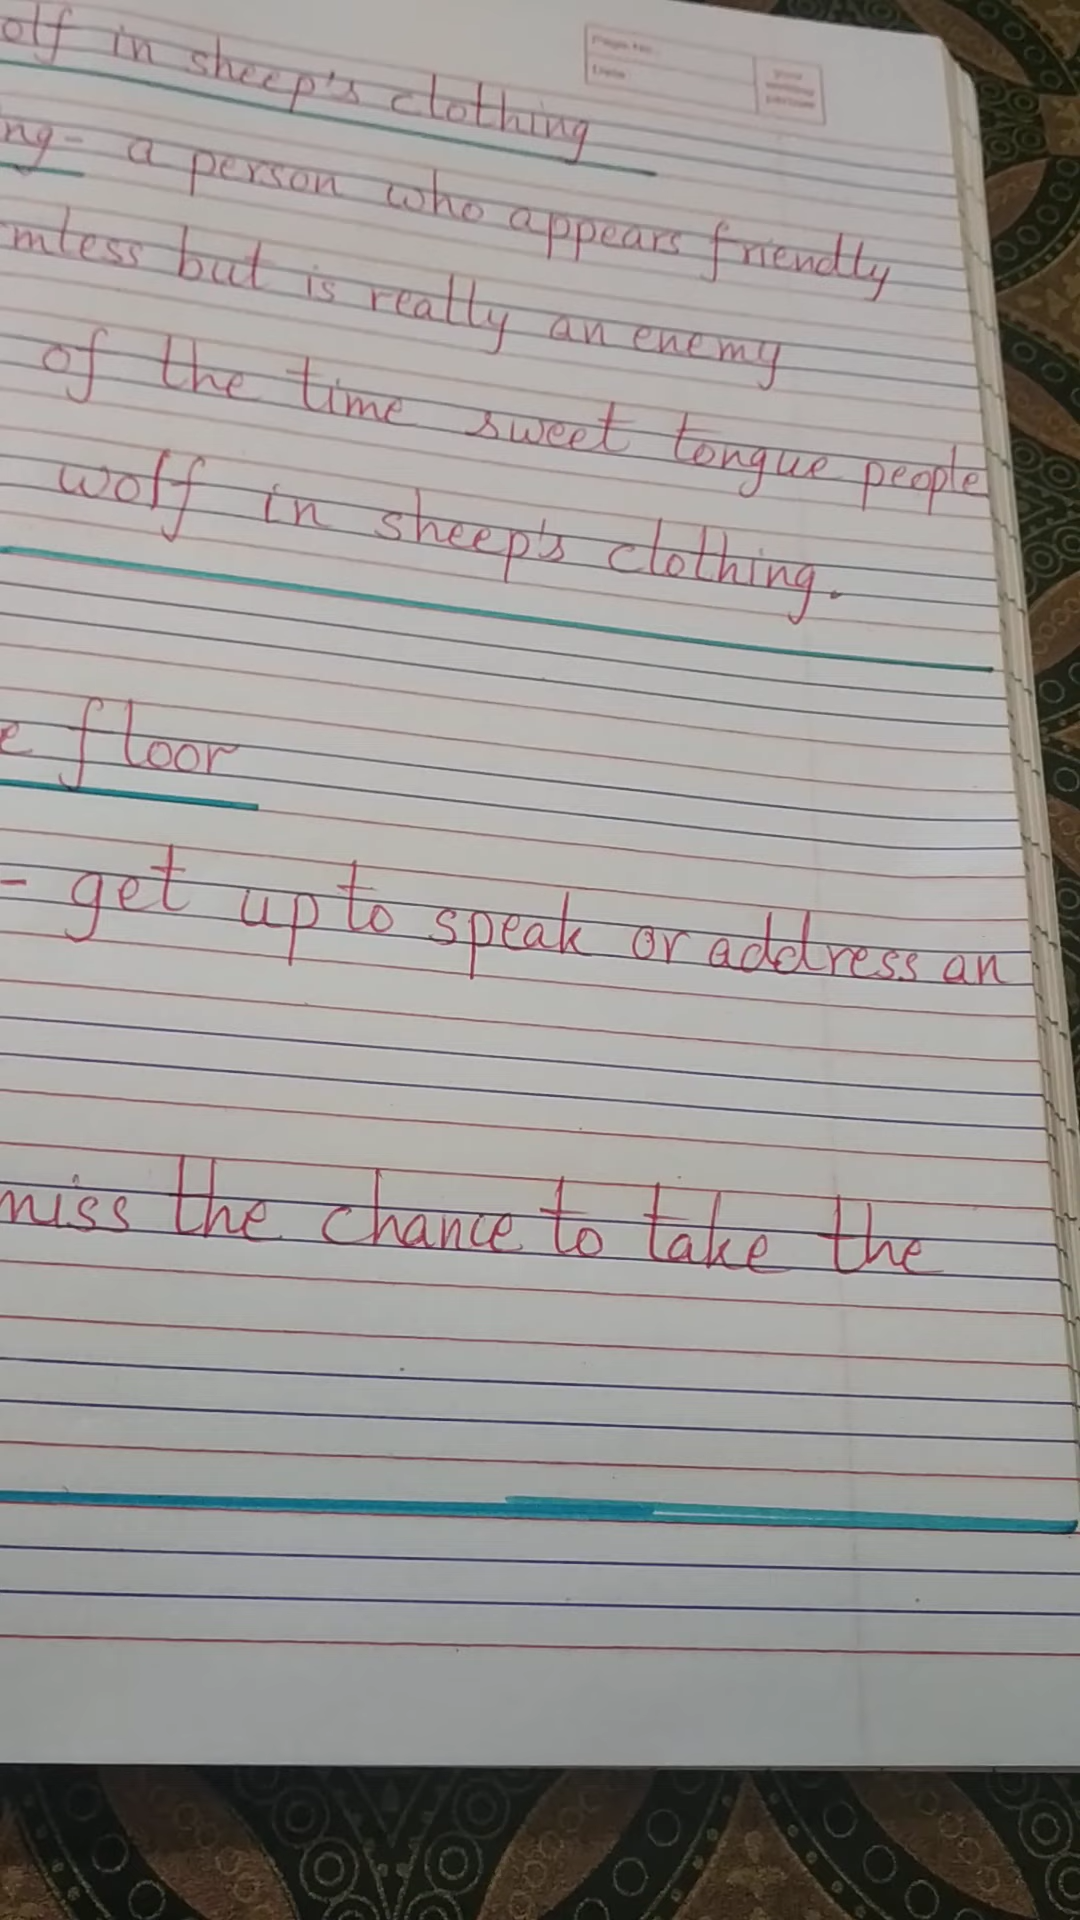 olf in sheep's clothing
ng- a person who appears friendly
mless but is really an enemy
of the time sweet tongue people
wolf in sheep's clothing.
e floor
- get up to speak or address an
miss the chance to take the